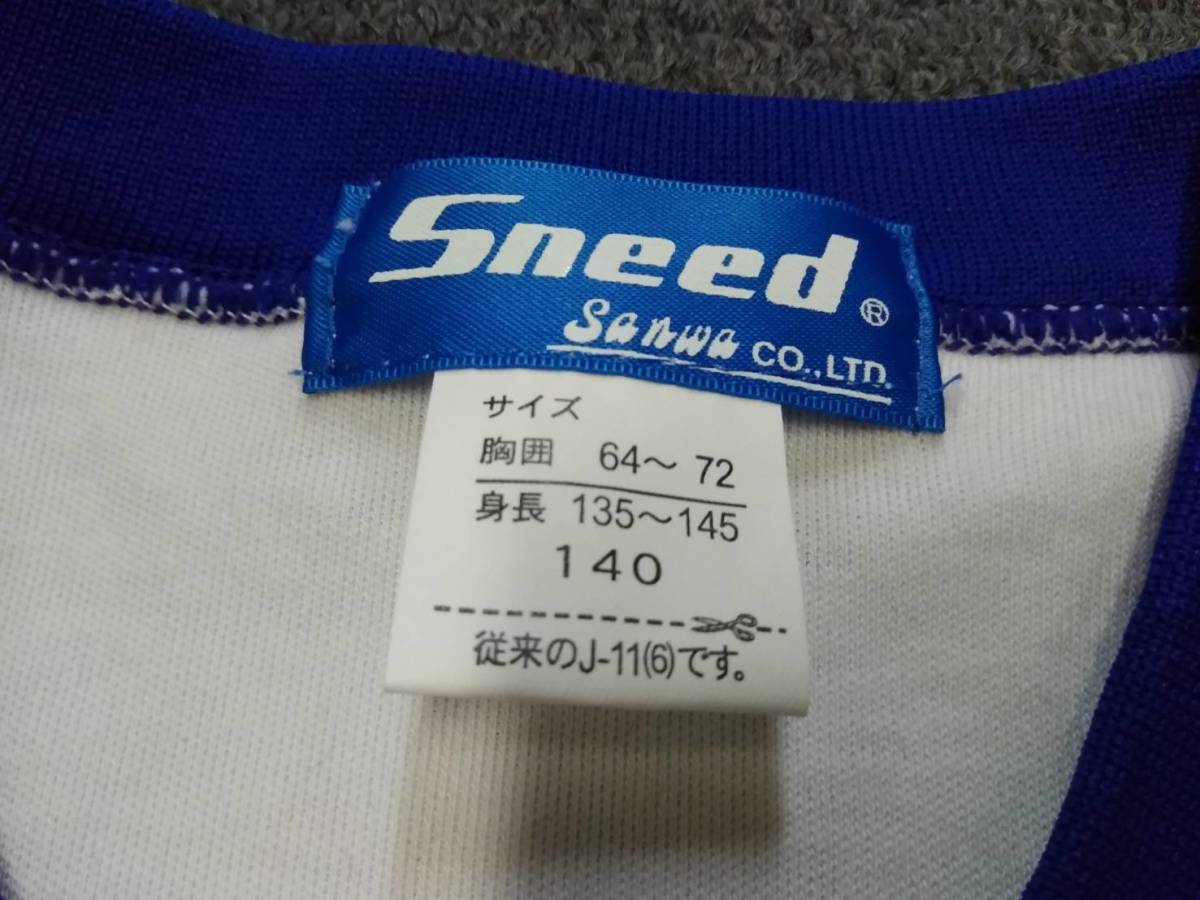 Sneed®
Sanwa CO.,LTD.
サイズ
胸囲 64～72
身長 135～145
140
従来のJ-11(6)です。